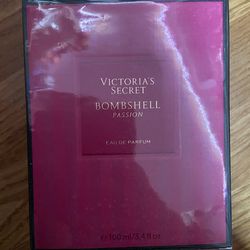 VICTORIA'S
SECRET
BOMBSHELL
PASSION
EAU DE PARFUM
e 100 ml/3.4 fl oz